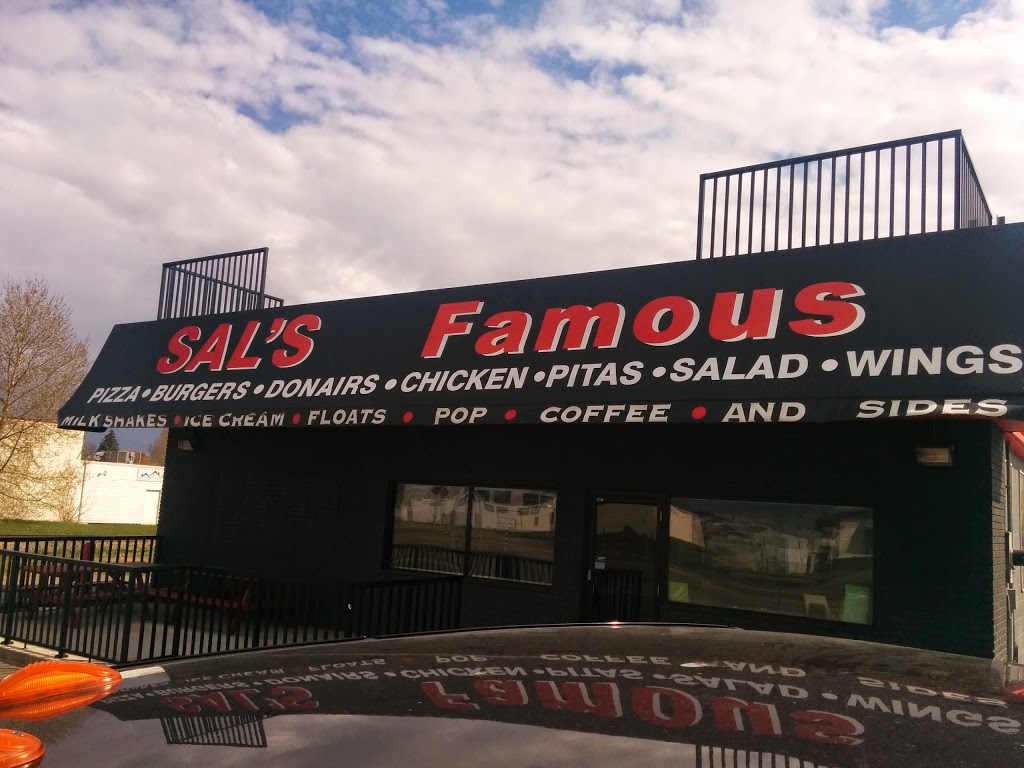 SAL'S Famous
PIZZA • BURGERS • DONAIRS • CHICKEN • PITAS • SALAD • WINGS
MILK SHAKES • ICE CREAM • FLOATS • POP • COFFEE • AND SIDES